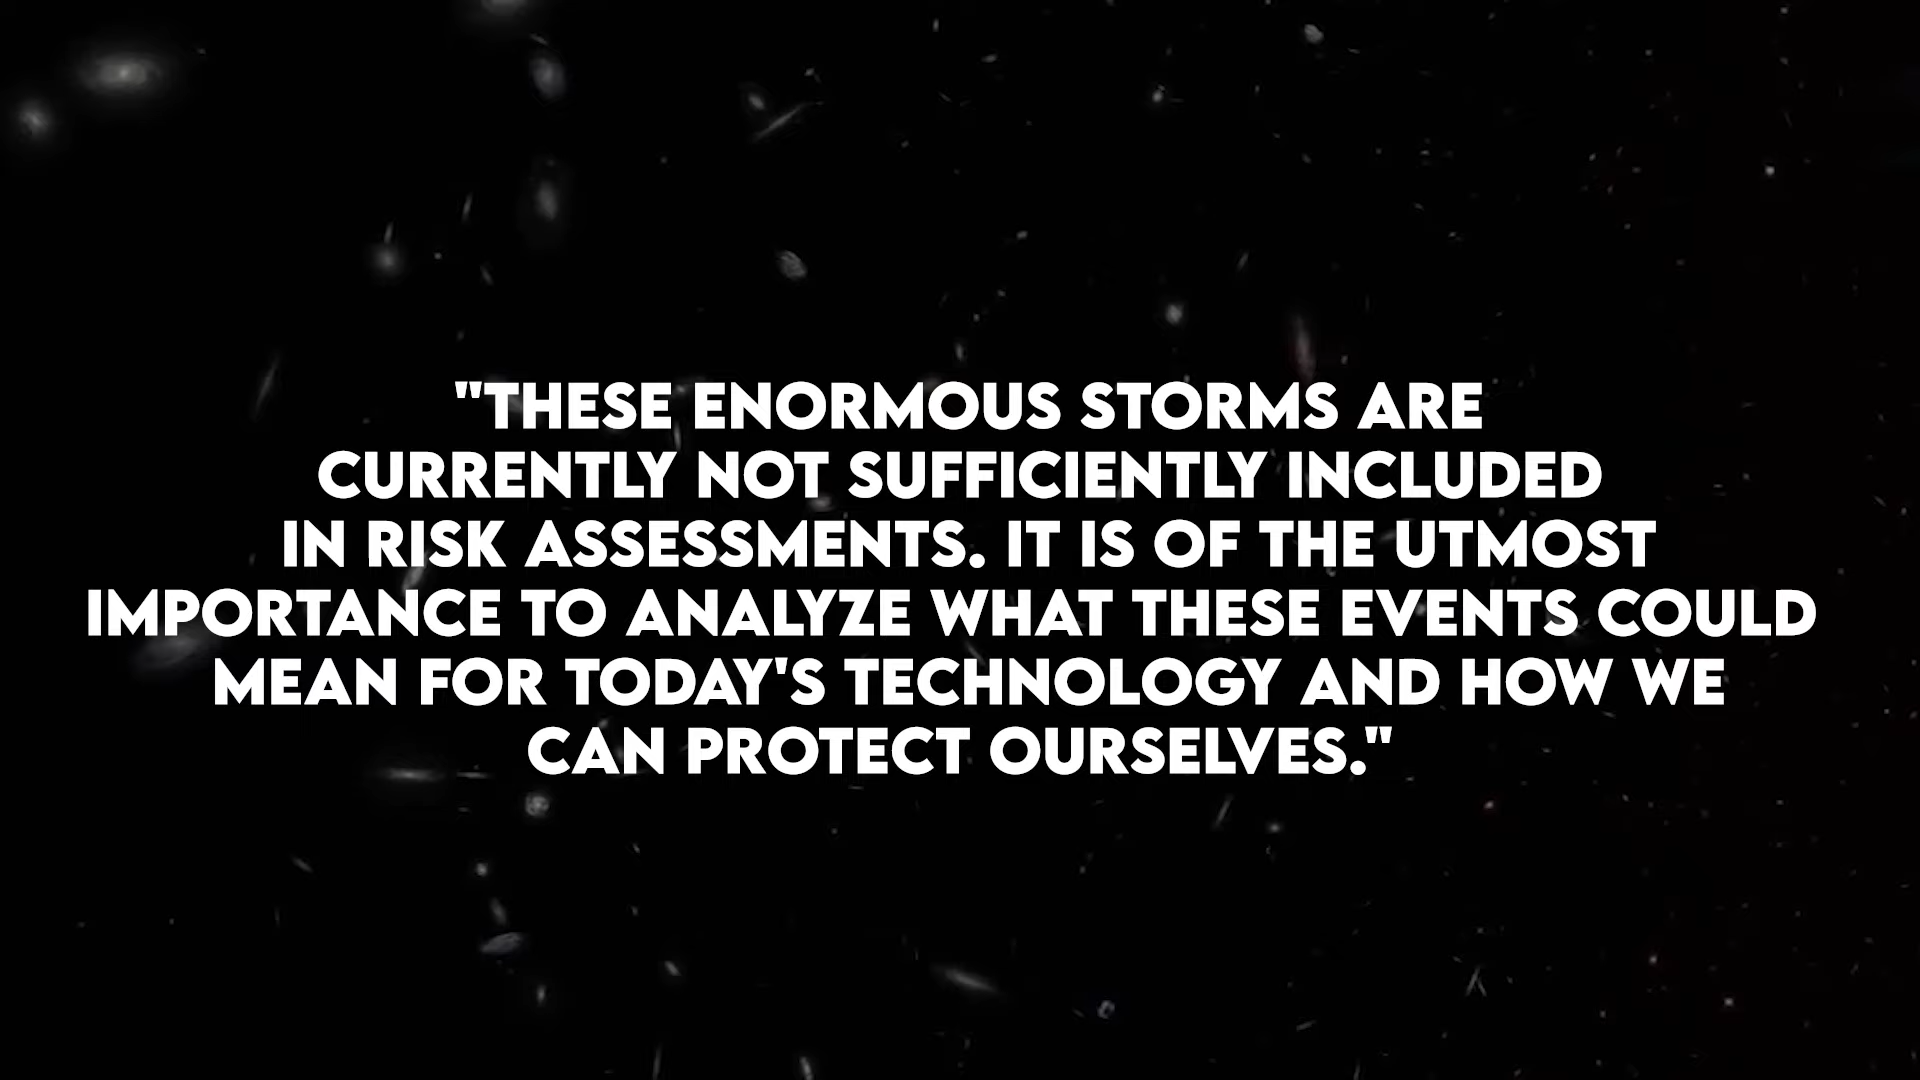 "THESE ENORMOUS STORMS ARE
CURRENTLY NOT SUFFICIENTLY INCLUDED
IN RISK ASSESSMENTS. IT IS OF THE UTMOST
IMPORTANCE TO ANALYZE WHAT THESE EVENTS COULD
MEAN FOR TODAY'S TECHNOLOGY AND HOW WE
CAN PROTECT OURSELVES."